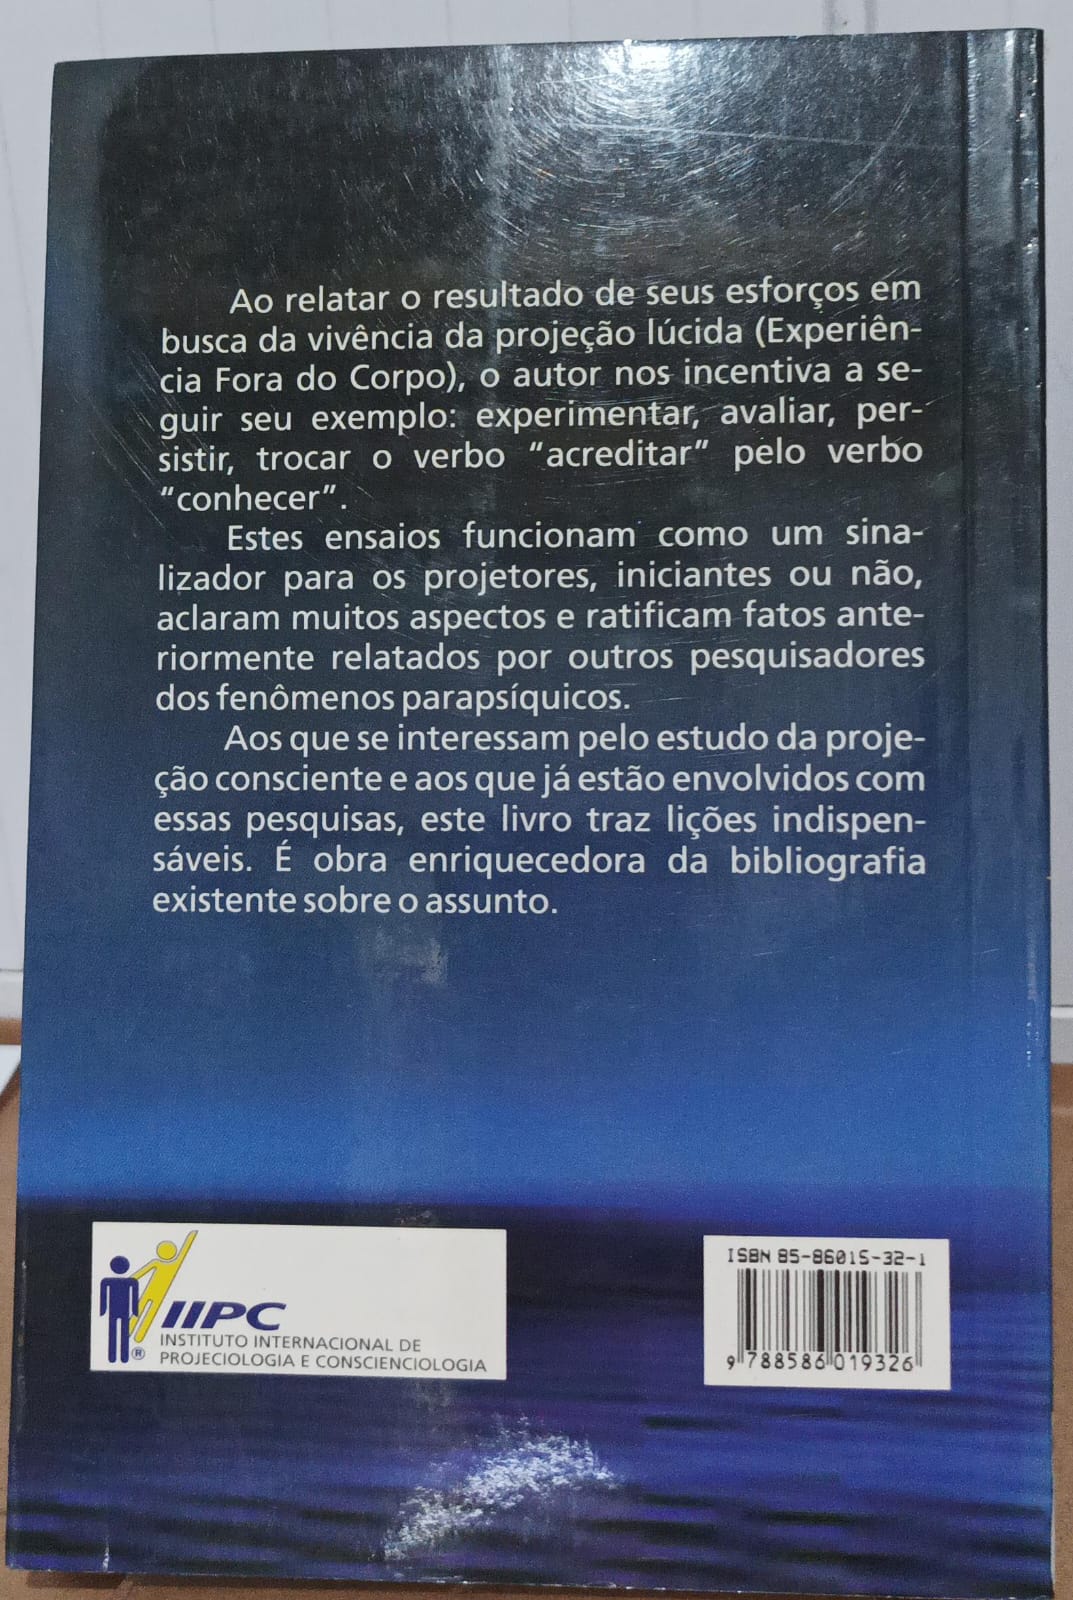 Ao relatar o resultado de seus esforços em
busca da vivência da projeção lúcida (Experiên-
cia Fora do Corpo), o autor nos incentiva a se-
guir seu exemplo: experimentar, avaliar, per-
sistir, trocar o verbo “acreditar” pelo verbo
“conhecer”.
Estes ensaios funcionam como um sina-
lizador para os projetores, iniciantes ou não,
aclaram muitos aspectos e ratificam fatos ante-
riormente relatados por outros pesquisadores
dos fenômenos parapsíquicos.
Aos que se interessam pelo estudo da proje-
ção consciente e aos que já estão envolvidos com
essas pesquisas, este livro traz lições indispen-
sáveis. É obra enriquecedora da bibliografia
existente sobre o assunto.
IIPC
®
INSTITUTO INTERNACIONAL DE
PROJECIOLOGIA E CONSCIENCIOLOGIA
ISBN 85-86015-32-1
9 788586 019326